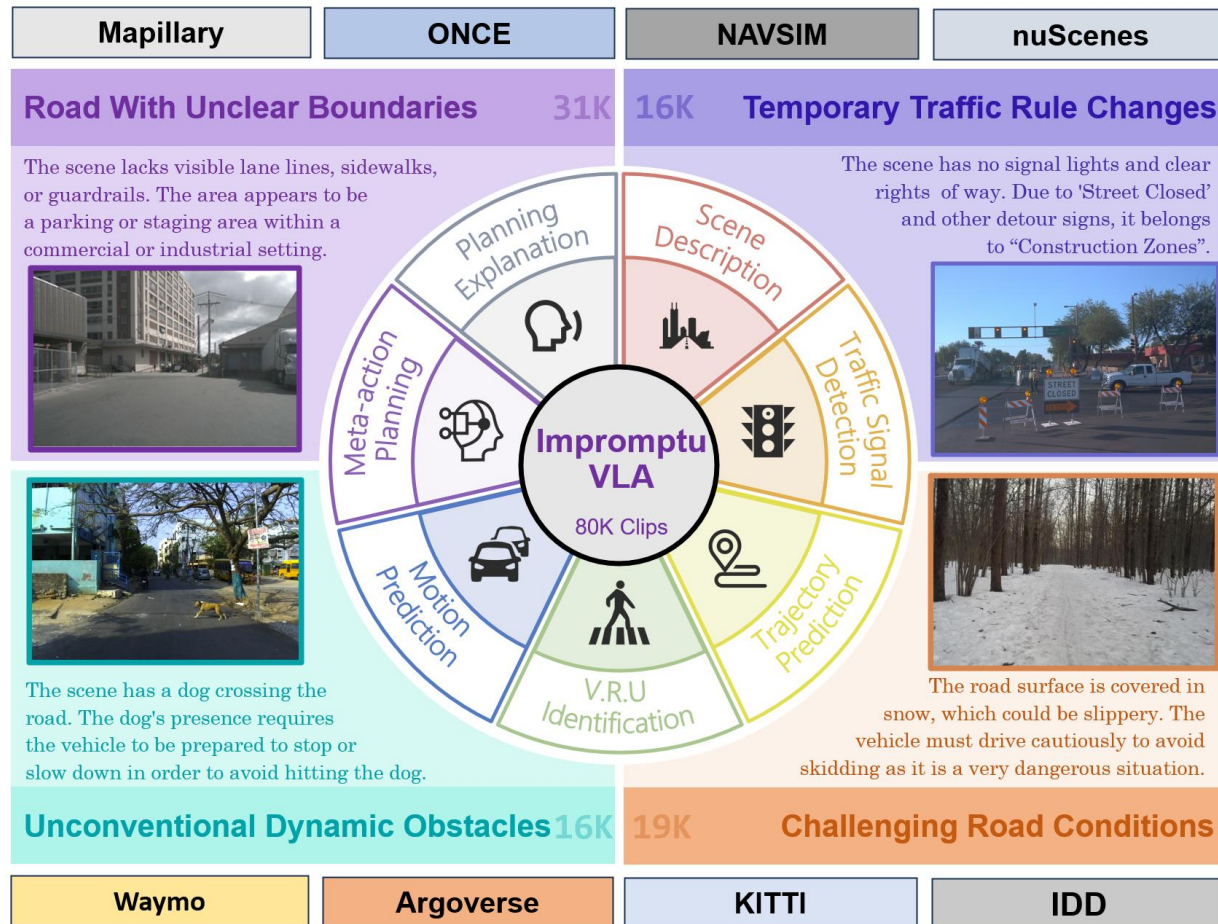 Mapillary
ONCE
NAVSIM
nuScenes
Road With Unclear Boundaries 31K
16K Temporary Traffic Rule Changes
The scene lacks visible lane lines, sidewalks,
or guardrails. The area appears to be
a parking or staging area within a
commercial or industrial setting.
The scene has no signal lights and clear
rights of way. Due to 'Street Closed’
and other detour signs, it belongs
to “Construction Zones”.
Planning
Explanation
Scene
Description
Traffic Signal
Detection
Trajectory
Prediction
V.R.U
Identification
Motion
Prediction
Meta-action
Planning
Impromptu
VLA
80K Clips
STREET
CLOSED
The scene has a dog crossing the
road. The dog's presence requires
the vehicle to be prepared to stop or
slow down in order to avoid hitting the dog.
The road surface is covered in
snow, which could be slippery. The
vehicle must drive cautiously to avoid
skidding as it is a very dangerous situation.
Unconventional Dynamic Obstacles 16K
19K Challenging Road Conditions
Waymo
Argoverse
KITTI
IDD